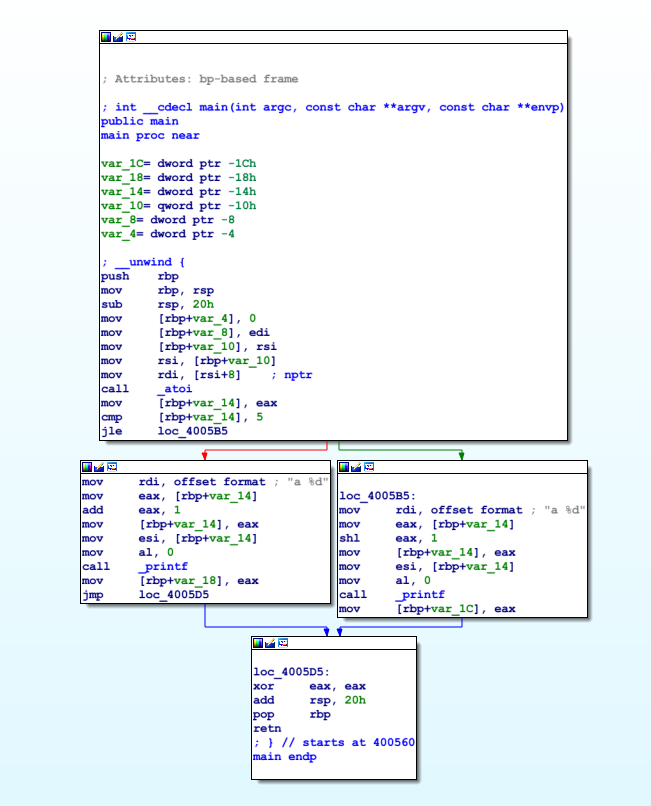 ; Attributes: bp-based frame
; int __cdecl main(int argc, const char **argv, const char **envp)
public main
main proc near
var_1C= dword ptr -1Ch
var_18= dword ptr -18h
var_14= dword ptr -14h
var_10= qword ptr -10h
var_8= dword ptr -8
var_4= dword ptr -4
; __unwind {
push    rbp
mov     rbp, rsp
sub     rsp, 20h
mov     [rbp+var_4], 0
mov     [rbp+var_8], edi
mov     [rbp+var_10], rsi
mov     rsi, [rbp+var_10]
mov     rdi, [rsi+8]    ; nptr
call    _atoi
mov     [rbp+var_14], eax
cmp     [rbp+var_14], 5
jle     loc_4005B5
mov     rdi, offset format ; "a %d"
mov     eax, [rbp+var_14]
add     eax, 1
mov     [rbp+var_14], eax
mov     esi, [rbp+var_14]
mov     al, 0
call    _printf
mov     [rbp+var_18], eax
jmp     loc_4005D5
loc_4005B5:
mov     rdi, offset format ; "a %d"
mov     eax, [rbp+var_14]
shl     eax, 1
mov     [rbp+var_14], eax
mov     esi, [rbp+var_14]
mov     al, 0
call    _printf
mov     [rbp+var_1C], eax
loc_4005D5:
xor     eax, eax
add     rsp, 20h
pop     rbp
retn
; } // starts at 400560
main endp